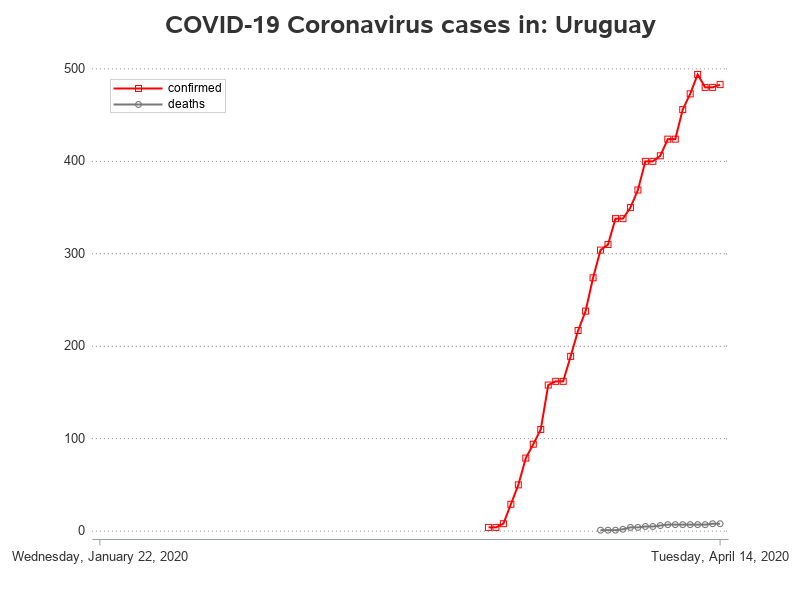 COVID-19 Coronavirus cases in: Uruguay
500
confirmed
deaths
400
300
200
100
0
Wednesday, January 22, 2020
Tuesday, April 14, 2020